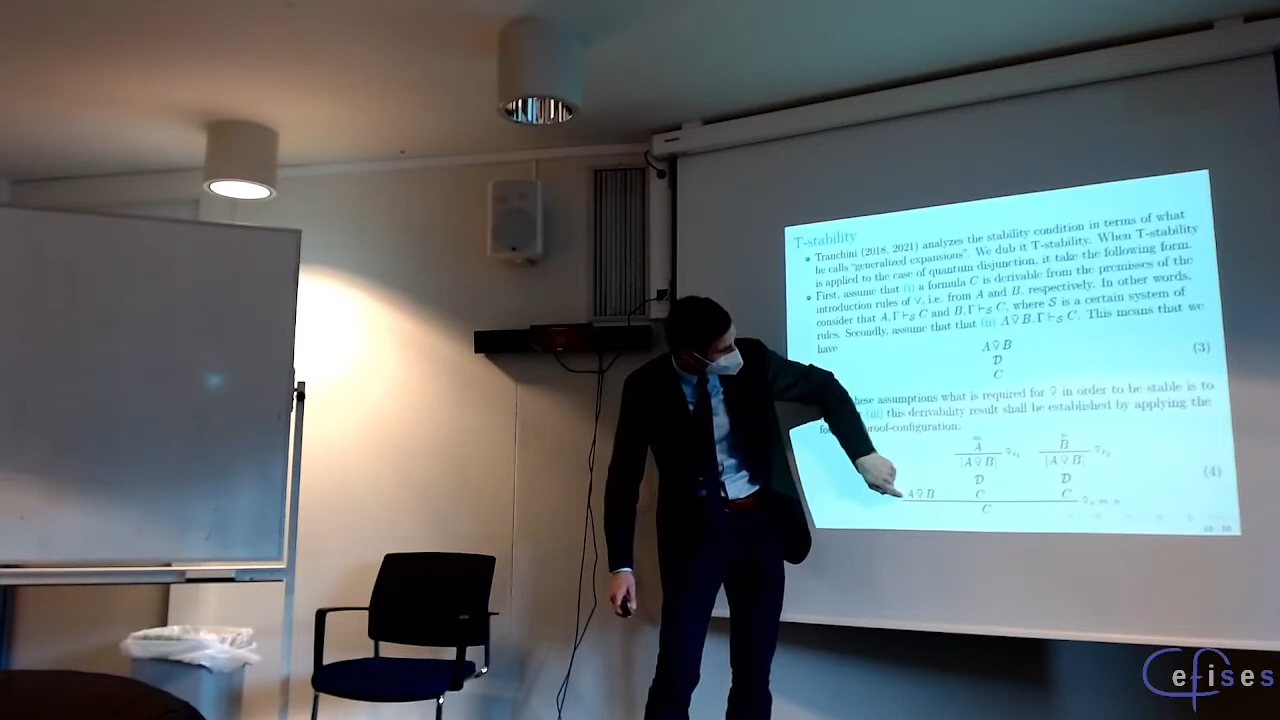 T-stability
Tranchini (2018, 2021) analyzes the stability condition in terms of what
he calls "generalized expansions". We dub it T-stability. When T-stability
is applied to the case of quantum disjunction, it take the following form.
First, assume that (i) a formula C is derivable from the premisses of the
introduction rules of ∨, i.e. from A and B, respectively. In other words,
consider that A, Γ ⊢S C and B, Γ ⊢S C, where S is a certain system of
rules. Secondly, assume that that (ii) A ⊽ B, Γ ⊢S C. This means that we
have
A ⊽ B
D (3)
C
hese assumptions what is required for ⊽ in order to be stable is to
(iii) this derivability result shall be established by applying the
fo proof-configuration:
A B
[A ⊽ B] [A ⊽ B]
D D (4)
A ⊽ B C C
C
efises